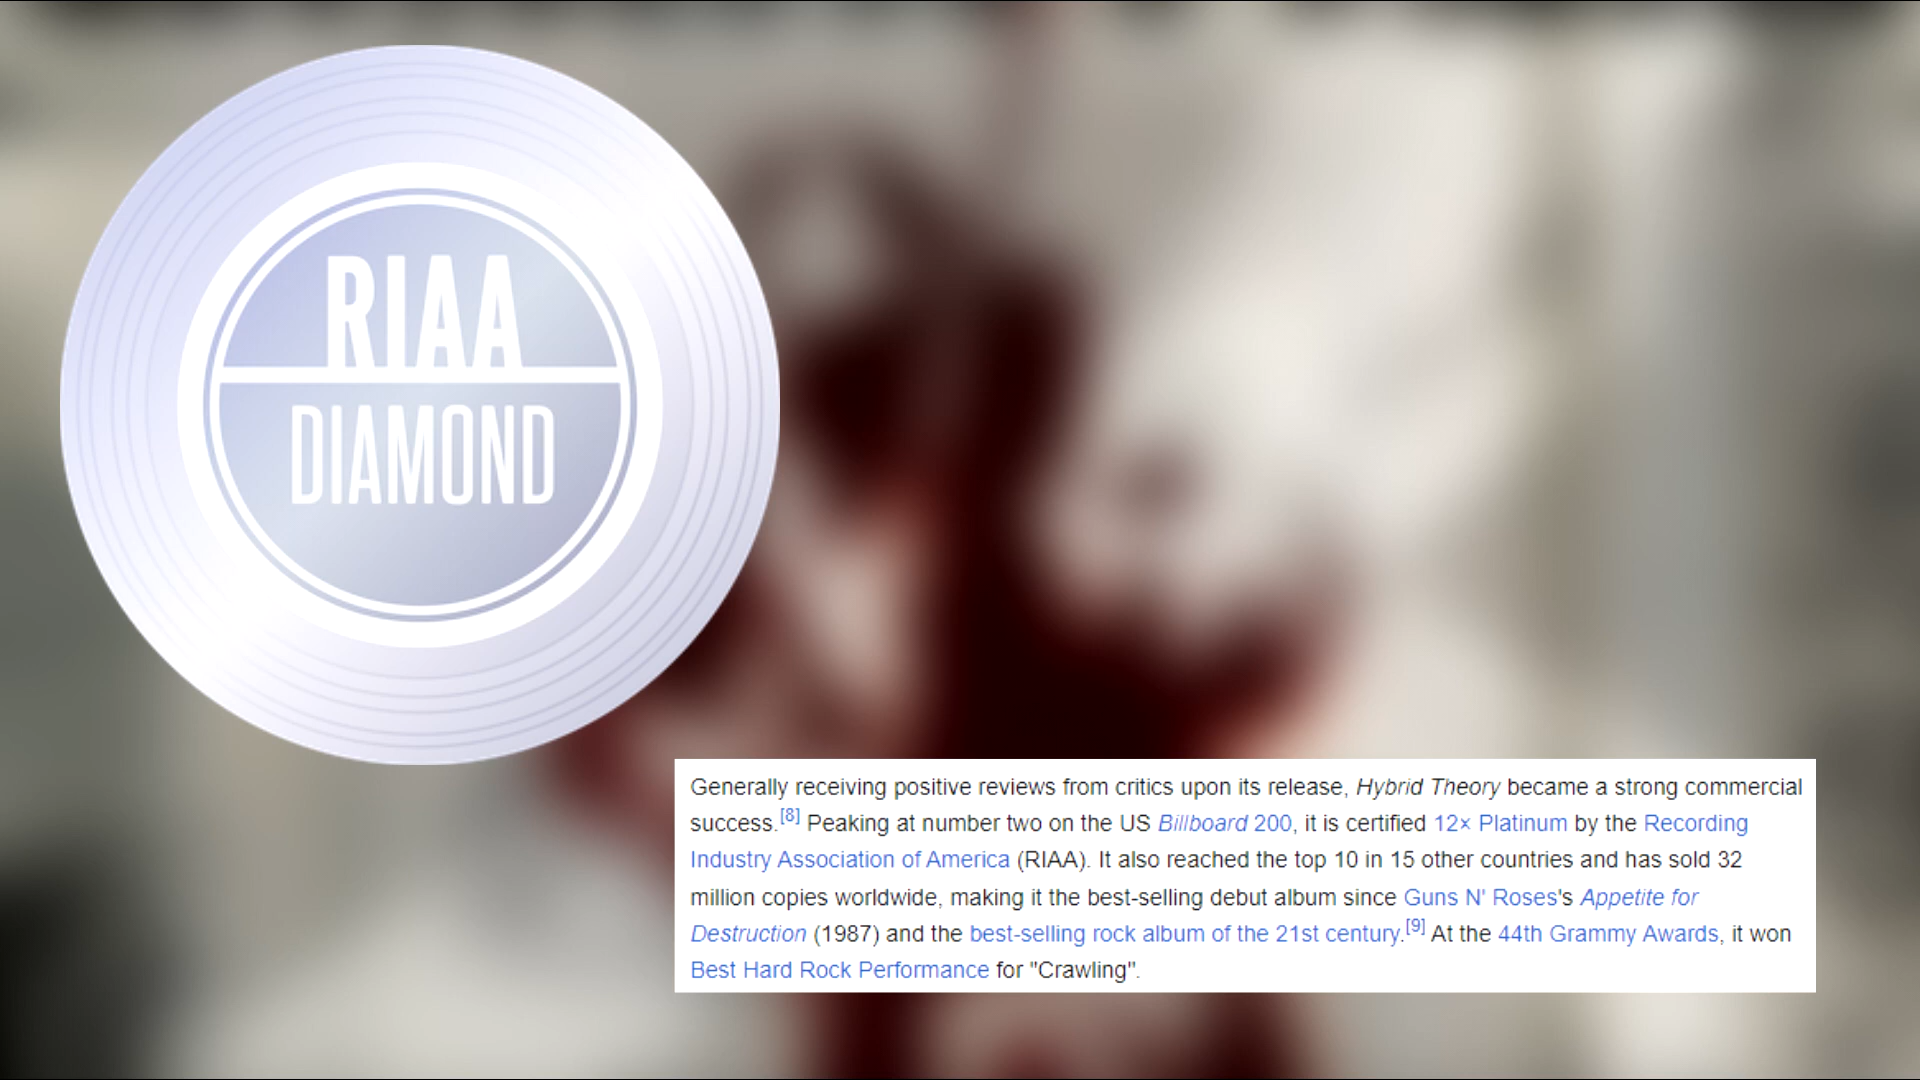 RIAA
DIAMOND
Generally receiving positive reviews from critics upon its release, Hybrid Theory became a strong commercial
success.[8] Peaking at number two on the US Billboard 200, it is certified 12× Platinum by the Recording
Industry Association of America (RIAA). It also reached the top 10 in 15 other countries and has sold 32
million copies worldwide, making it the best-selling debut album since Guns N' Roses's Appetite for
Destruction (1987) and the best-selling rock album of the 21st century.[9] At the 44th Grammy Awards, it won
Best Hard Rock Performance for "Crawling".